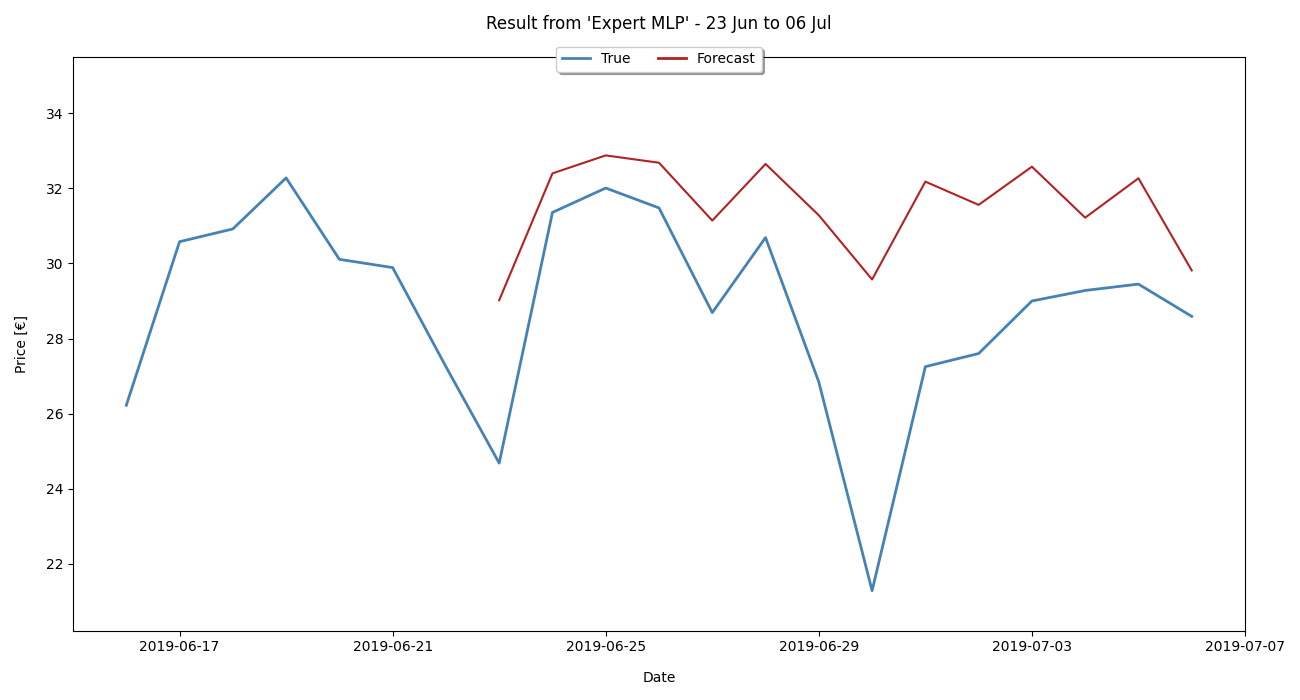 Result from 'Expert MLP' - 23 Jun to 06 Jul
True Forecast
34
32
30
28
26
24
22
Price [€]
2019-06-17 2019-06-21 2019-06-25 2019-06-29 2019-07-03 2019-07-07
Date